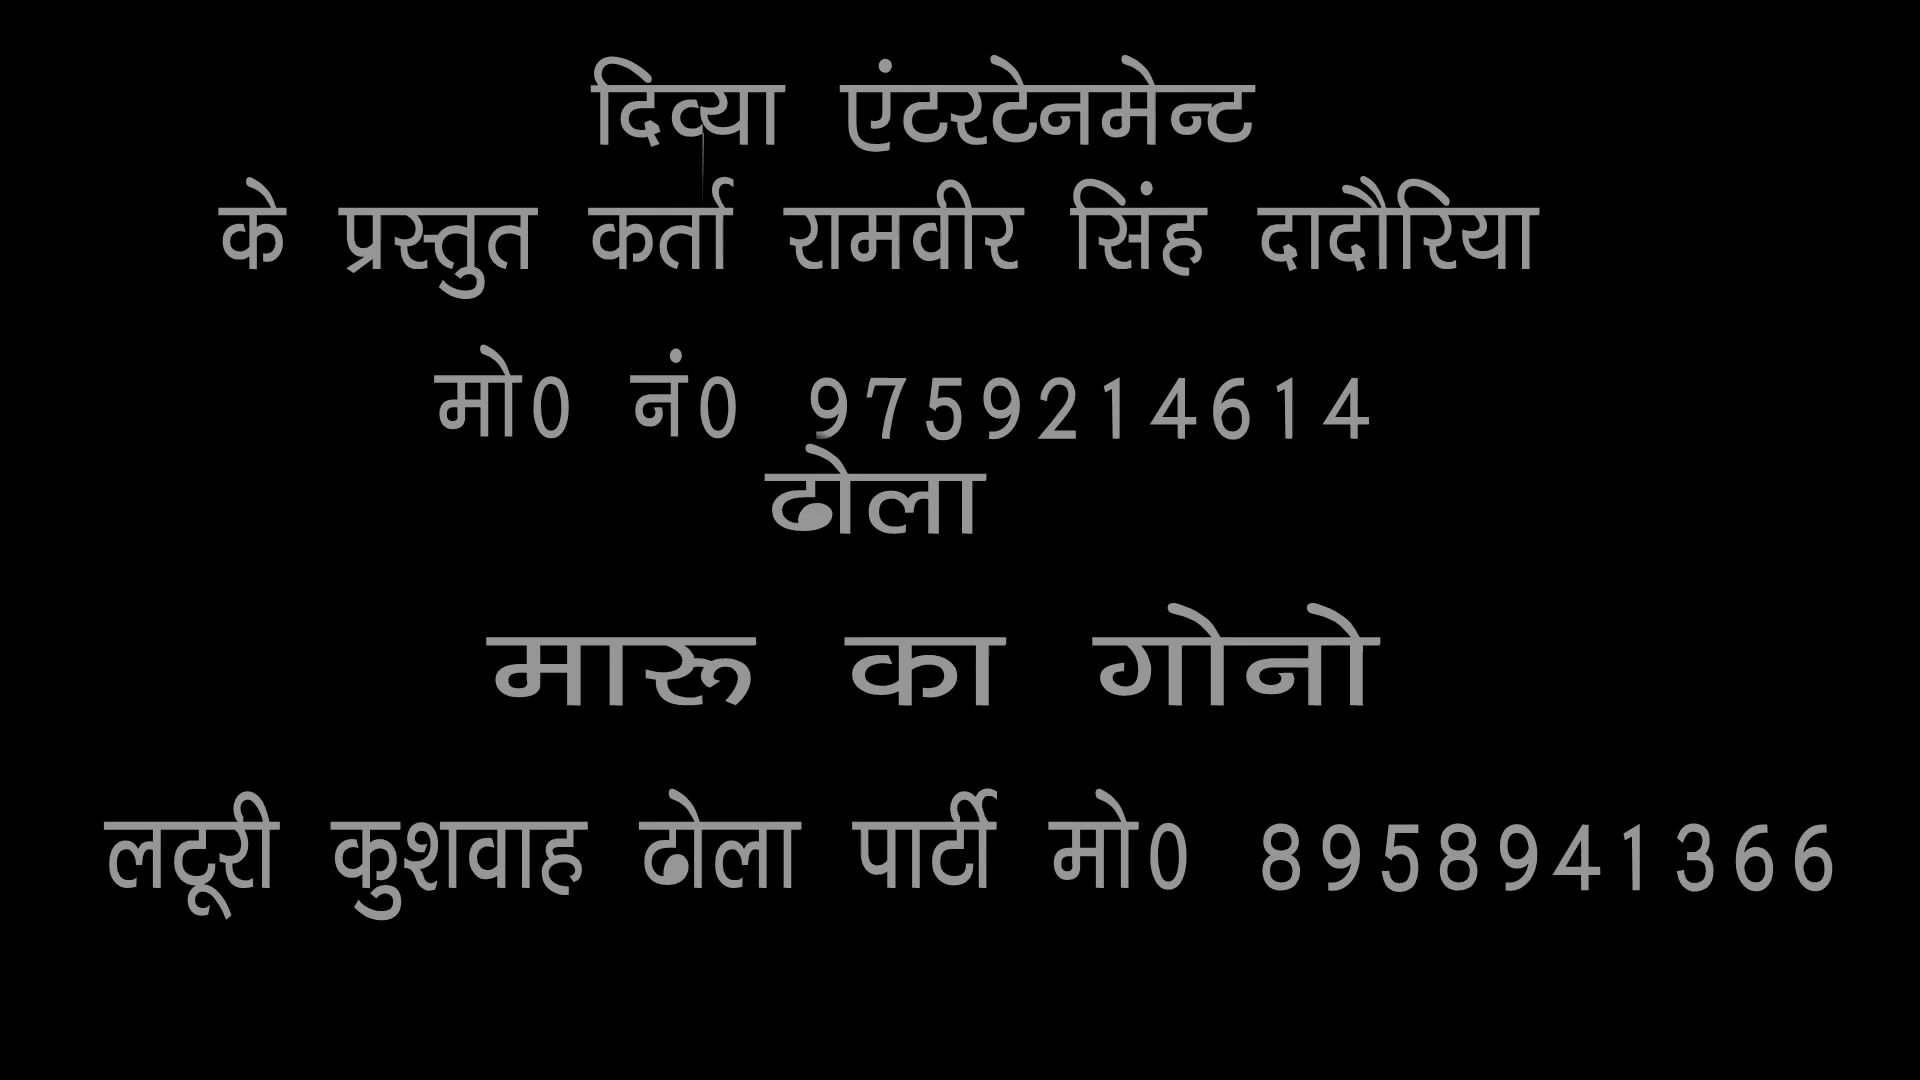 दिव्या एंटरटेनमेन्ट
के प्रस्तुत कर्ता रामवीर सिंह दादौरिया
मो0 नं0 9759214614
ढोला
मारू का गोनो
लटूरी कुशवाह ढोला पार्टी मो0 8958941366